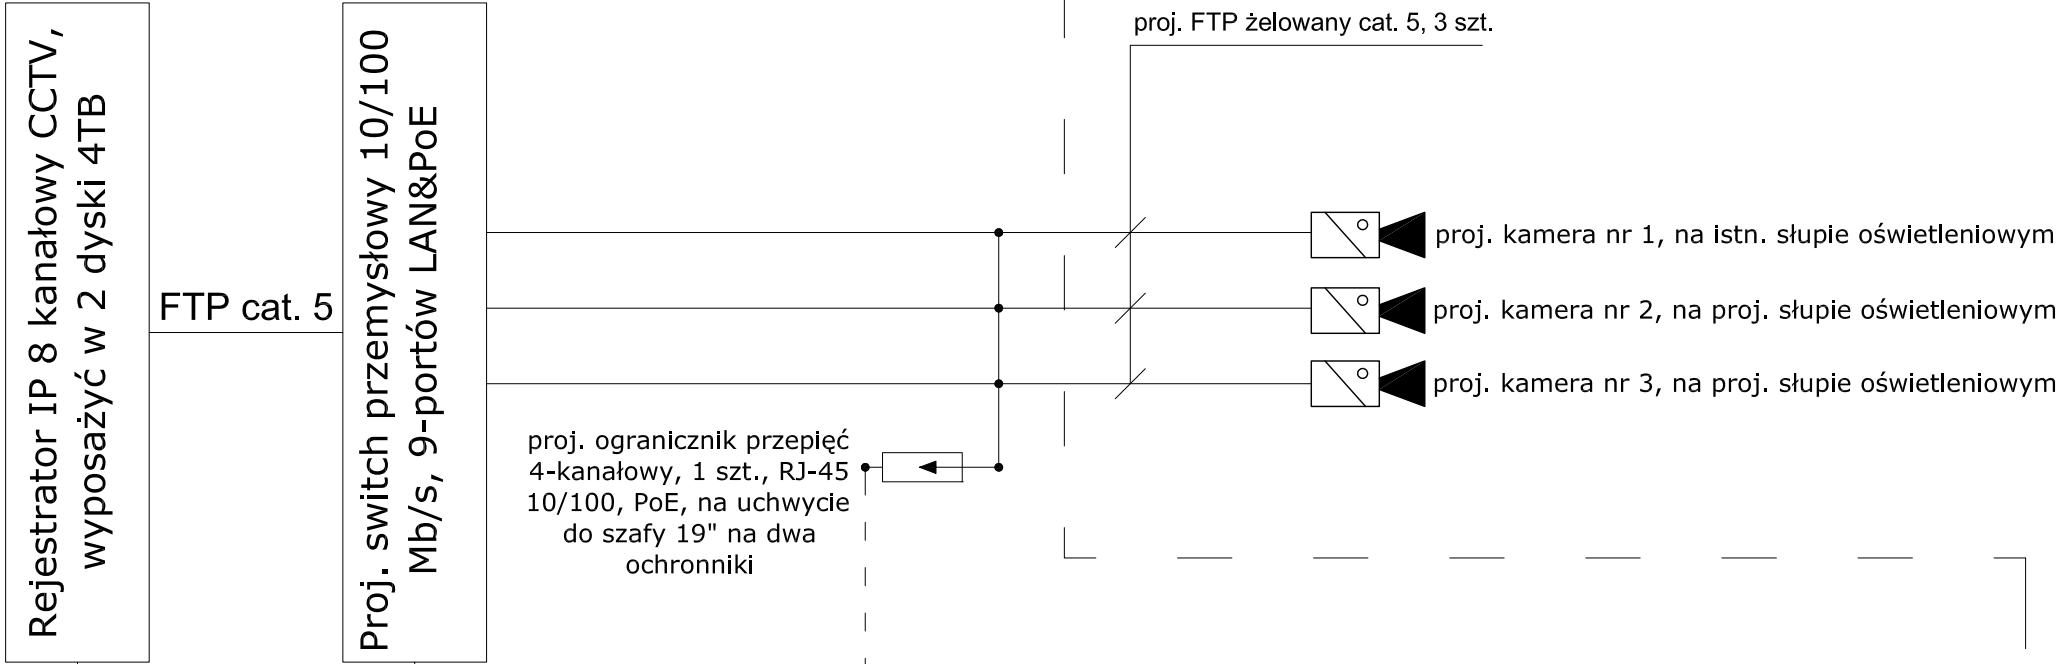 Rejestrator IP 8 kanałowy CCTV,
wyposażyć w 2 dyski 4TB
FTP cat. 5
Proj. switch przemysłowy 10/100
Mb/s, 9-portów LAN&PoE
proj. FTP żelowany cat. 5, 3 szt.
proj. kamera nr 1, na istn. słupie oświetleniowym
proj. kamera nr 2, na proj. słupie oświetleniowym
proj. kamera nr 3, na proj. słupie oświetleniowym
proj. ogranicznik przepięć
4-kanałowy, 1 szt., RJ-45
10/100, PoE, na uchwycie
do szafy 19" na dwa
ochronniki